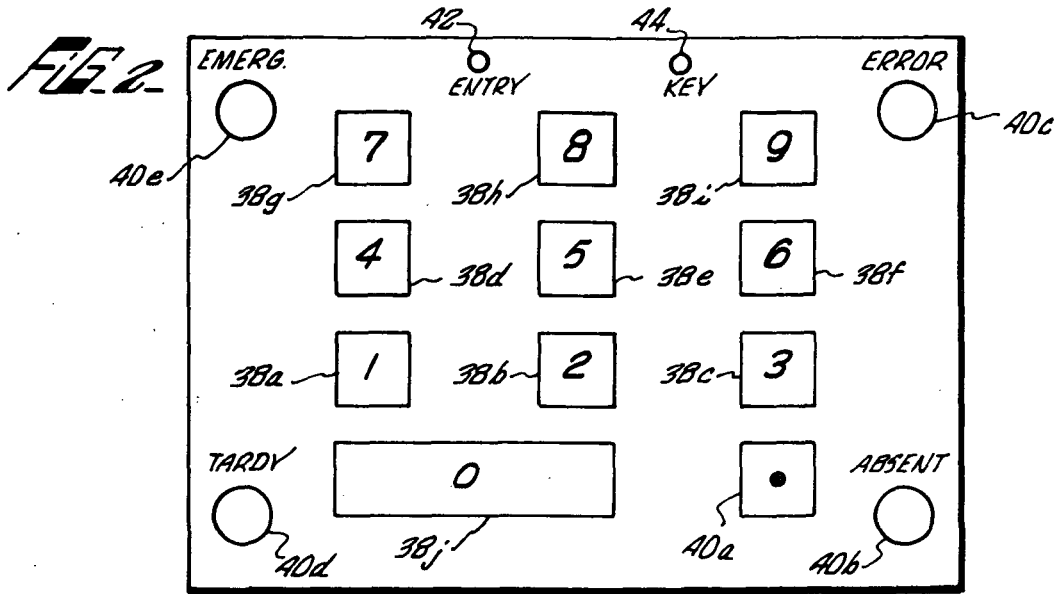 FIG. 2
42 44
EMERG. ENTRY KEY ERROR
40e 40c
7 8 9
38g 38h 38i
4 5 6
38d 38e 38f
1 2 3
38a 38b 38c
TARDY 0 • ABSENT
40d 38j 40a 40b